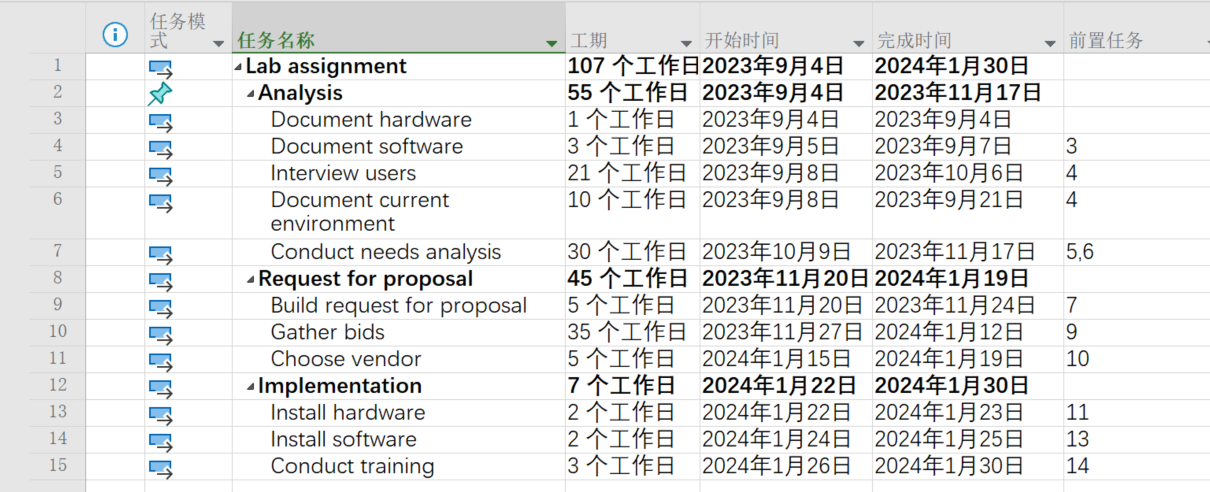 任务模式 任务名称 工期 开始时间 完成时间 前置任务
1 Lab assignment 107 个工作日 2023年9月4日 2024年1月30日
2 Analysis 55 个工作日 2023年9月4日 2023年11月17日
3 Document hardware 1 个工作日 2023年9月4日 2023年9月4日
4 Document software 3 个工作日 2023年9月5日 2023年9月7日 3
5 Interview users 21 个工作日 2023年9月8日 2023年10月6日 4
6 Document current environment 10 个工作日 2023年9月8日 2023年9月21日 4
7 Conduct needs analysis 30 个工作日 2023年10月9日 2023年11月17日 5,6
8 Request for proposal 45 个工作日 2023年11月20日 2024年1月19日
9 Build request for proposal 5 个工作日 2023年11月20日 2023年11月24日 7
10 Gather bids 35 个工作日 2023年11月27日 2024年1月12日 9
11 Choose vendor 5 个工作日 2024年1月15日 2024年1月19日 10
12 Implementation 7 个工作日 2024年1月22日 2024年1月30日
13 Install hardware 2 个工作日 2024年1月22日 2024年1月23日 11
14 Install software 2 个工作日 2024年1月24日 2024年1月25日 13
15 Conduct training 3 个工作日 2024年1月26日 2024年1月30日 14